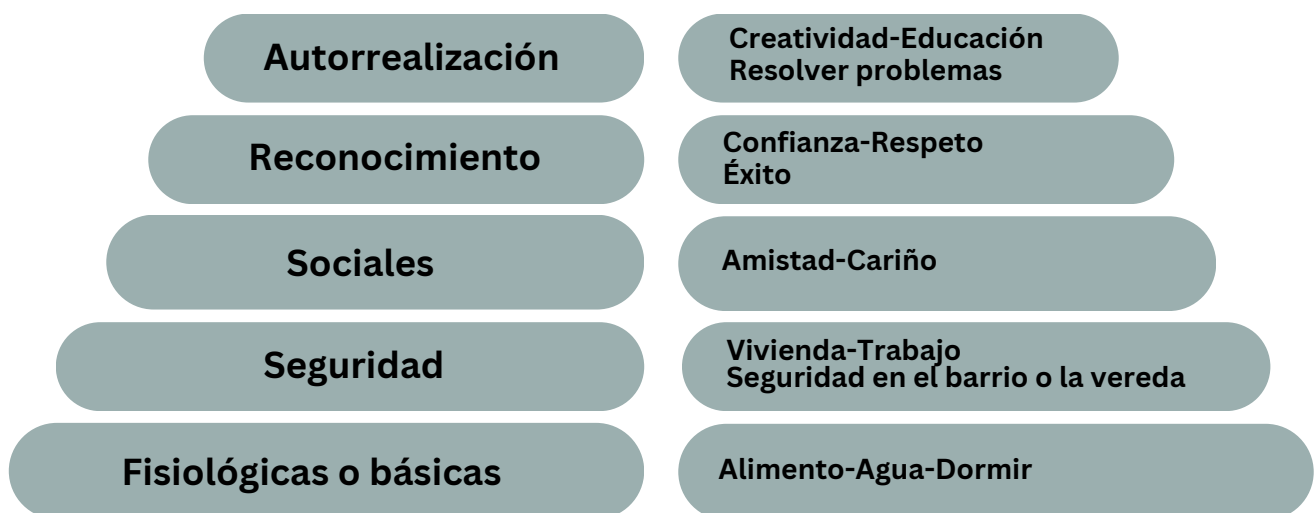 Autorrealización
Creatividad-Educación
Resolver problemas
Reconocimiento
Confianza-Respeto
Éxito
Sociales
Amistad-Cariño
Seguridad
Vivienda-Trabajo
Seguridad en el barrio o la vereda
Fisiológicas o básicas
Alimento-Agua-Dormir